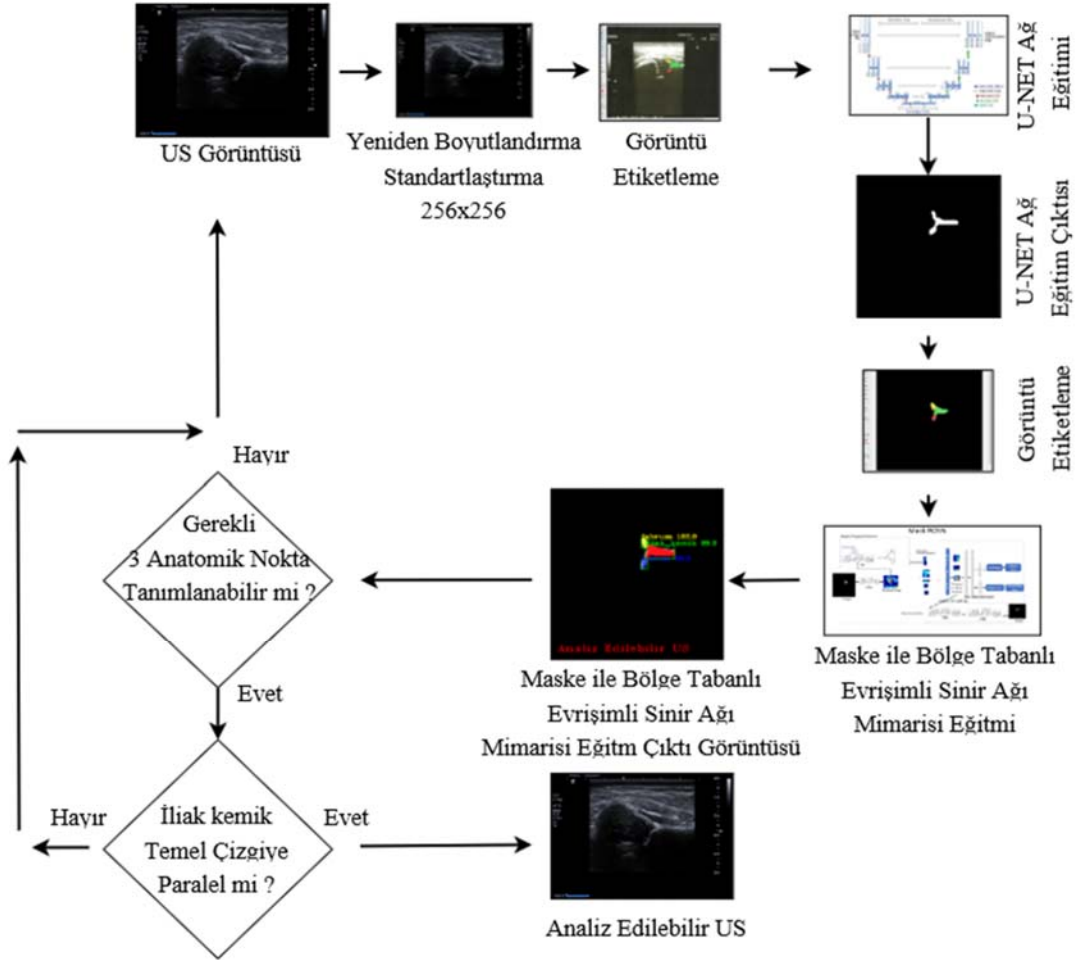 US Görüntüsü
Yeniden Boyutlandırma
Standartlaştırma
256x256
Görüntü
Etiketleme
U-NET Ağ
Eğitimi
U-NET Ağ
Eğitim Çıktısı
Görüntü
Etiketleme
Maske ile Bölge Tabanlı
Evrişimli Sinir Ağı
Mimarisi Eğitmi
Analiz Edilebilir US
Maske ile Bölge Tabanlı
Evrişimli Sinir Ağı
Mimarisi Eğitm Çıktı Görüntüsü
Hayır
Gerekli
3 Anatomik Nokta
Tanımlanabilir mi ?
Evet
Hayır
İliak kemik
Temel Çizgiye
Paralel mi ?
Evet
Analiz Edilebilir US